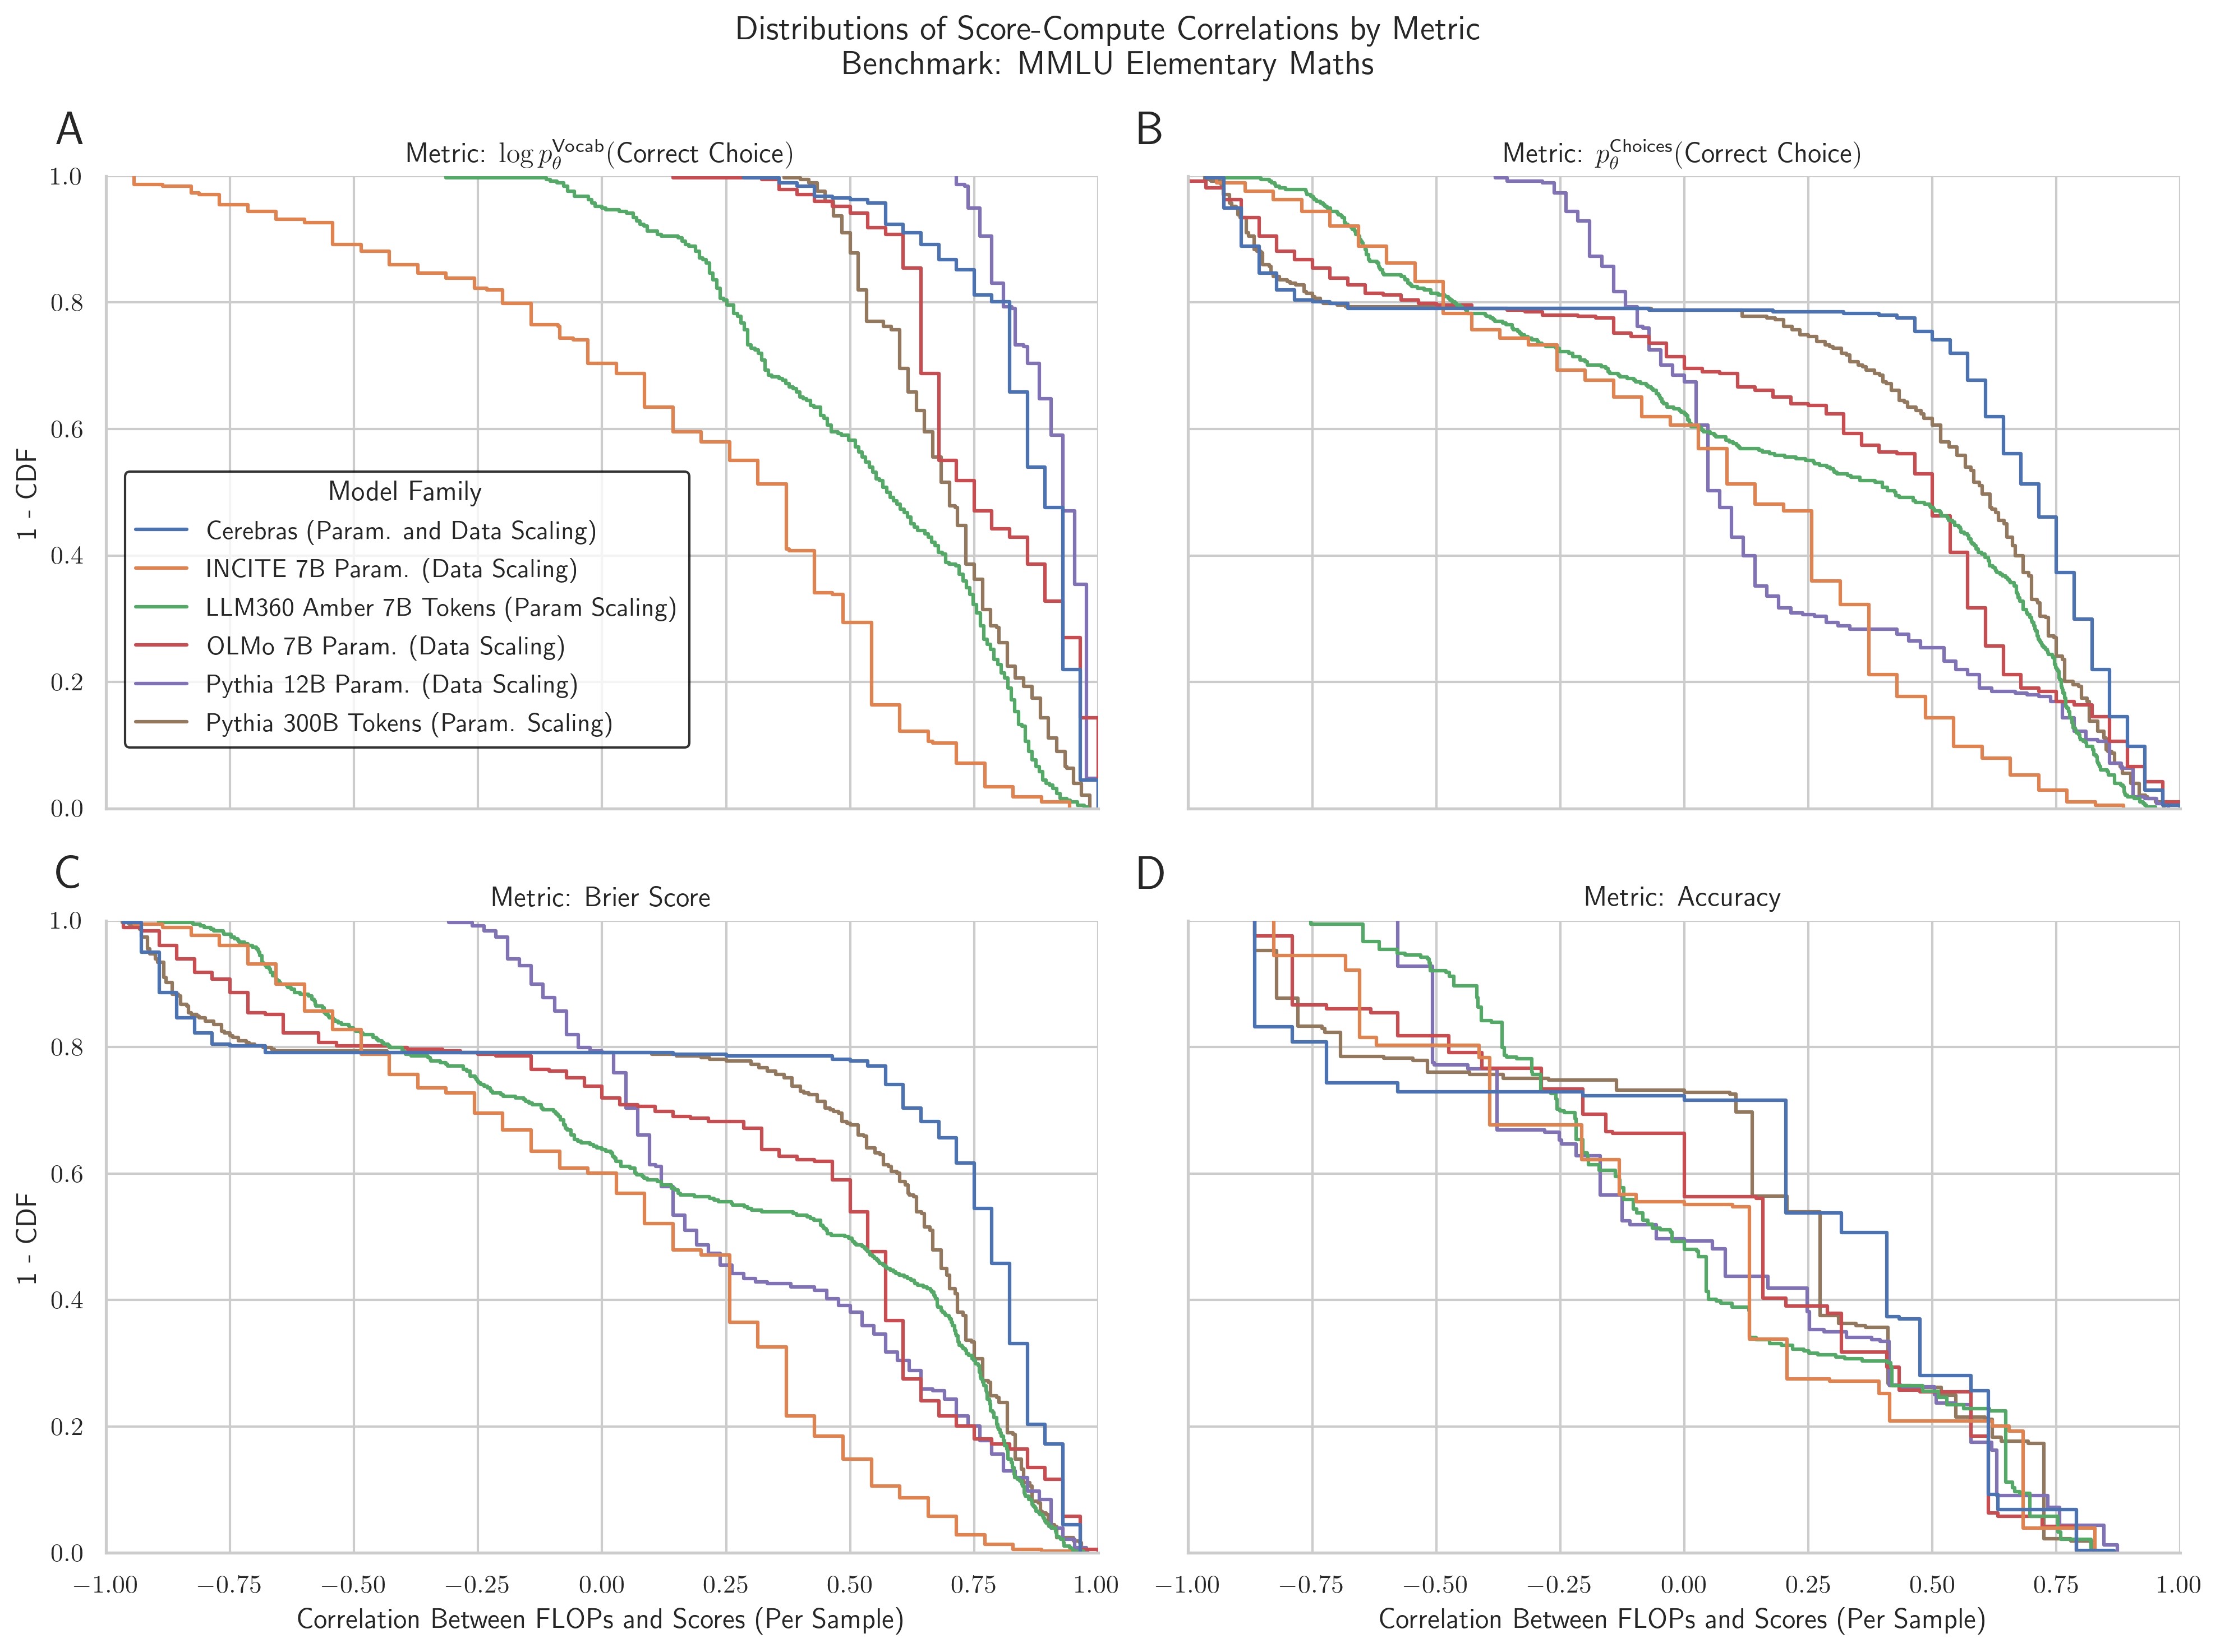 Distributions of Score-Compute Correlations by Metric
Benchmark: MMLU Elementary Maths
A
Metric: log p_θ^Vocab(Correct Choice)
1.0
0.8
0.6
0.4
0.2
0.0
1 - CDF
Model Family
Cerebras (Param. and Data Scaling)
INCITE 7B Param. (Data Scaling)
LLM360 Amber 7B Tokens (Param Scaling)
OLMo 7B Param. (Data Scaling)
Pythia 12B Param. (Data Scaling)
Pythia 300B Tokens (Param. Scaling)
B
Metric: p_θ^Choices(Correct Choice)
C
Metric: Brier Score
1.0
0.8
0.6
0.4
0.2
0.0
1 - CDF
−1.00 −0.75 −0.50 −0.25 0.00 0.25 0.50 0.75 1.00
Correlation Between FLOPs and Scores (Per Sample)
D
Metric: Accuracy
−1.00 −0.75 −0.50 −0.25 0.00 0.25 0.50 0.75 1.00
Correlation Between FLOPs and Scores (Per Sample)